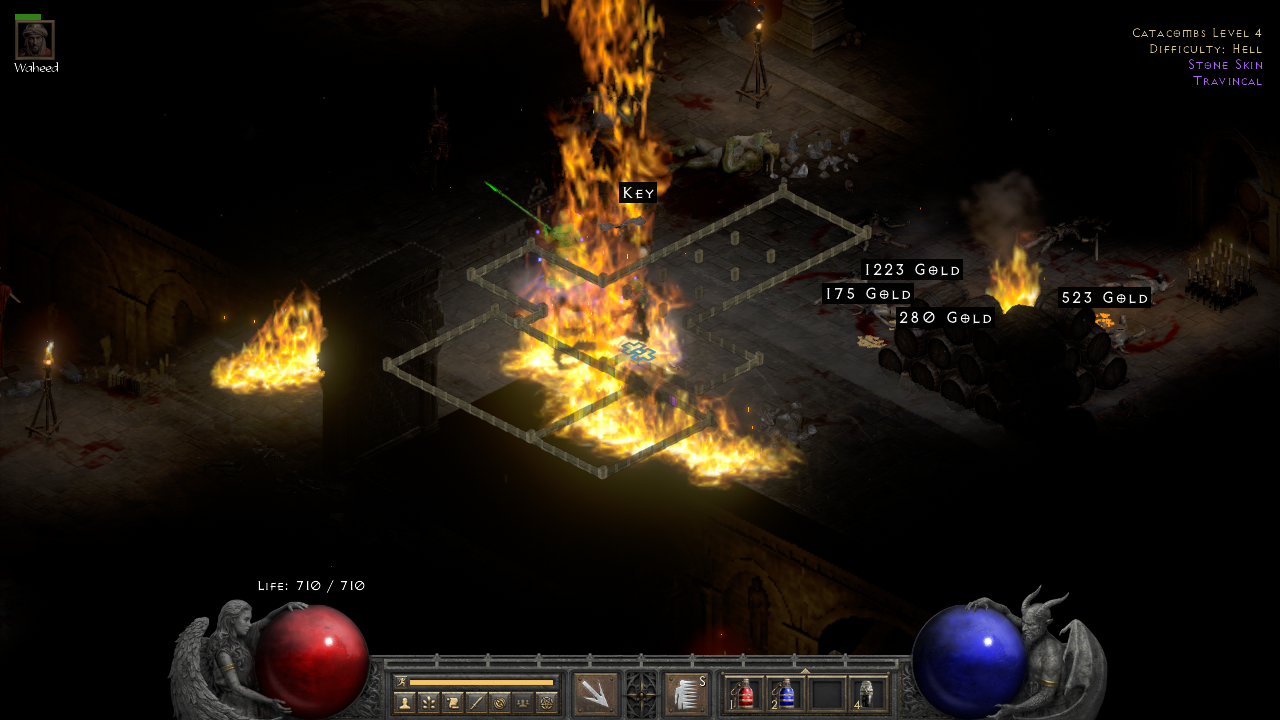 Waheed
Catacombs Level 4
Difficulty: Hell
Stone Skin
Travincal
Key
1223 Gold
175 Gold
280 Gold
523 Gold
Life: 710 / 710
S
1
2
4